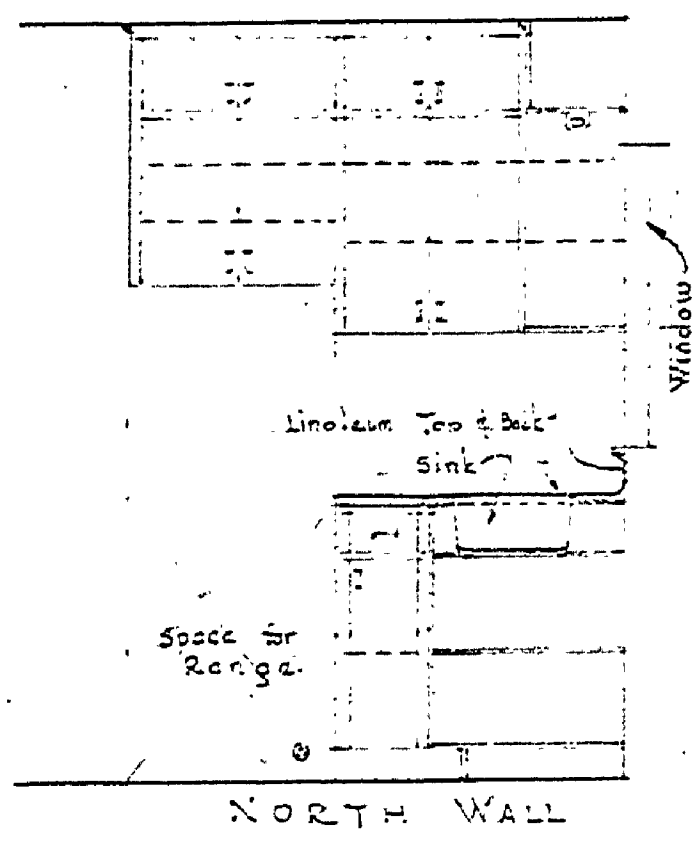 Window
Linoleum Top & Back
Sink
Space for
Range.
NORTH WALL